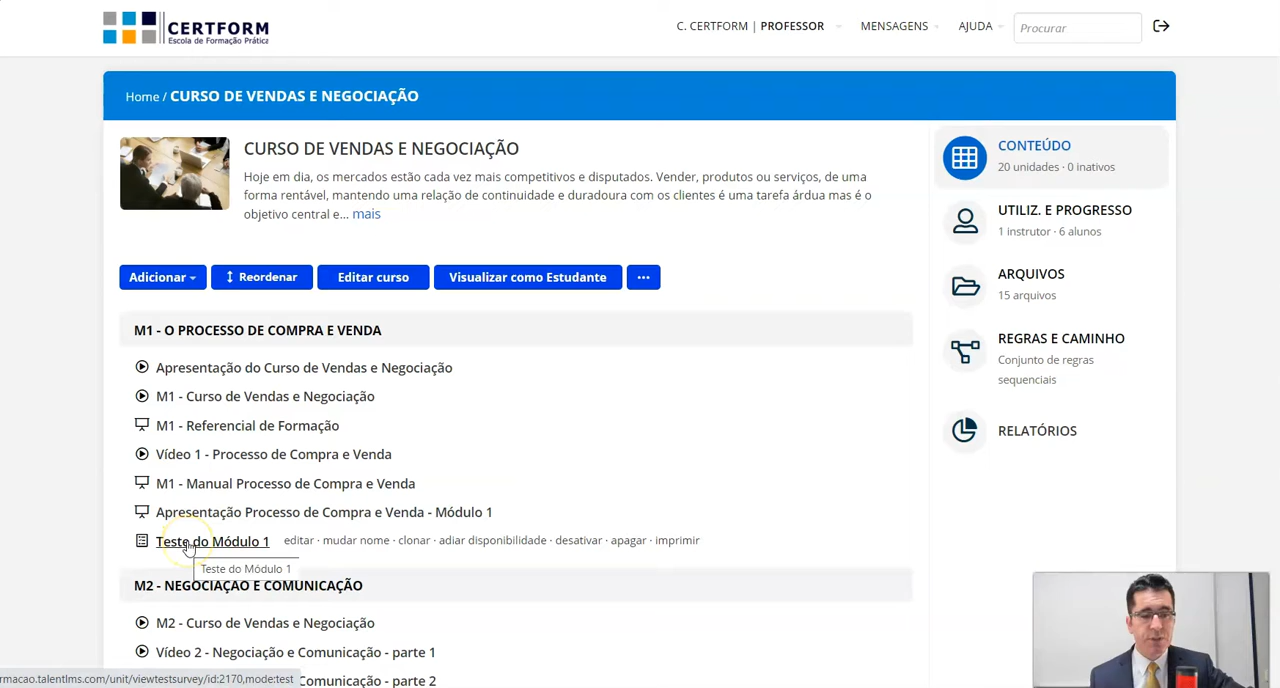 CERTFORM
Escola de Formação Prática
C. CERTFORM | PROFESSOR
MENSAGENS
AJUDA
Procurar
Home / CURSO DE VENDAS E NEGOCIAÇÃO
CURSO DE VENDAS E NEGOCIAÇÃO
Hoje em dia, os mercados estão cada vez mais competitivos e disputados. Vender, produtos ou serviços, de uma
forma rentável, mantendo uma relação de continuidade e duradoura com os clientes é uma tarefa árdua mas é o
objetivo central e... mais
Adicionar
Reordenar
Editar curso
Visualizar como Estudante
...
M1 - O PROCESSO DE COMPRA E VENDA
Apresentação do Curso de Vendas e Negociação
M1 - Curso de Vendas e Negociação
M1 - Referencial de Formação
Vídeo 1 - Processo de Compra e Venda
M1 - Manual Processo de Compra e Venda
Apresentação Processo de Compra e Venda - Módulo 1
Teste do Módulo 1 editar · mudar nome · clonar · adiar disponibilidade · desativar · apagar · imprimir
Teste do Módulo 1
M2 - NEGOCIAÇÃO E COMUNICAÇÃO
M2 - Curso de Vendas e Negociação
Vídeo 2 - Negociação e Comunicação - parte 1
Comunicação - parte 2
rmacao.talentlms.com/unit/viewtestsurvey/id:2170,mode:test
CONTEÚDO
20 unidades · 0 inativos
UTILIZ. E PROGRESSO
1 instrutor · 6 alunos
ARQUIVOS
15 arquivos
REGRAS E CAMINHO
Conjunto de regras
sequenciais
RELATÓRIOS